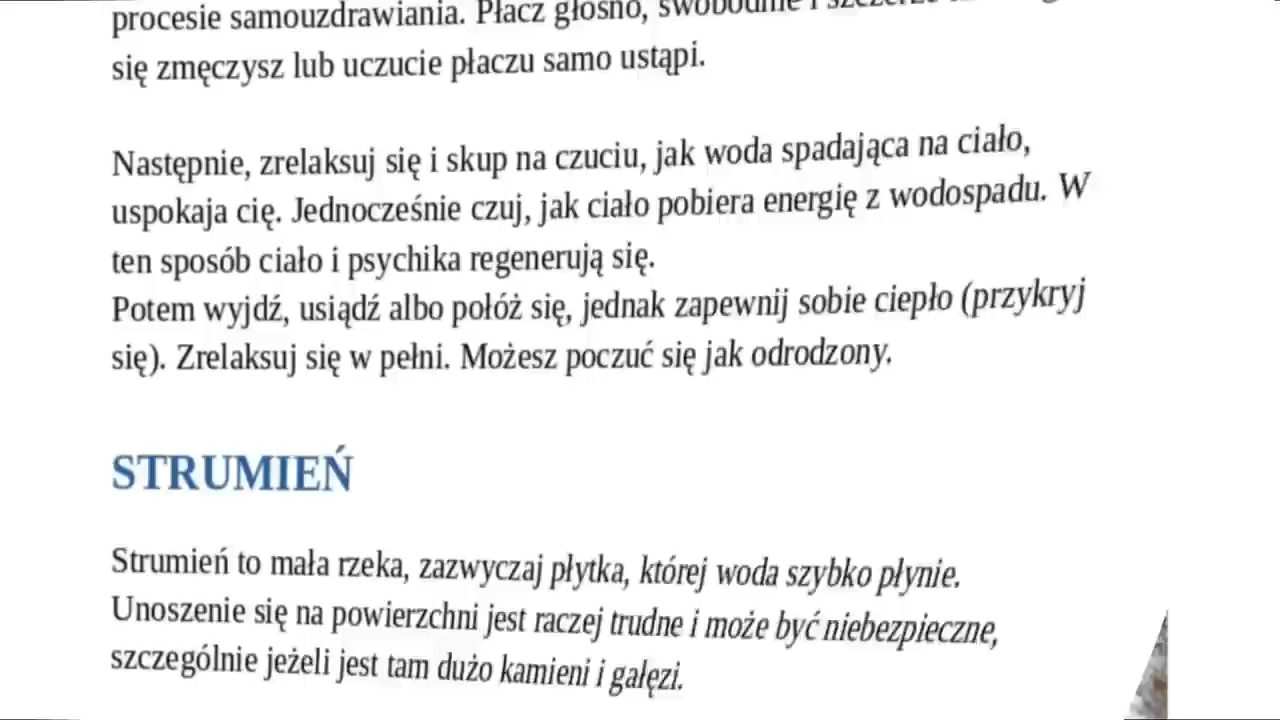 procesie samouzdrawiania. Płacz głośno, swobodnie i szczerze
się zmęczysz lub uczucie płaczu samo ustąpi.
Następnie, zrelaksuj się i skup na czuciu, jak woda spadająca na ciało,
uspokaja cię. Jednocześnie czuj, jak ciało pobiera energię z wodospadu. W
ten sposób ciało i psychika regenerują się.
Potem wyjdź, usiądź albo połóż się, jednak zapewnij sobie ciepło (przykryj
się). Zrelaksuj się w pełni. Możesz poczuć się jak odrodzony.
STRUMIEŃ
Strumień to mała rzeka, zazwyczaj płytka, której woda szybko płynie.
Unoszenie się na powierzchni jest raczej trudne i może być niebezpieczne,
szczególnie jeżeli jest tam dużo kamieni i gałęzi.